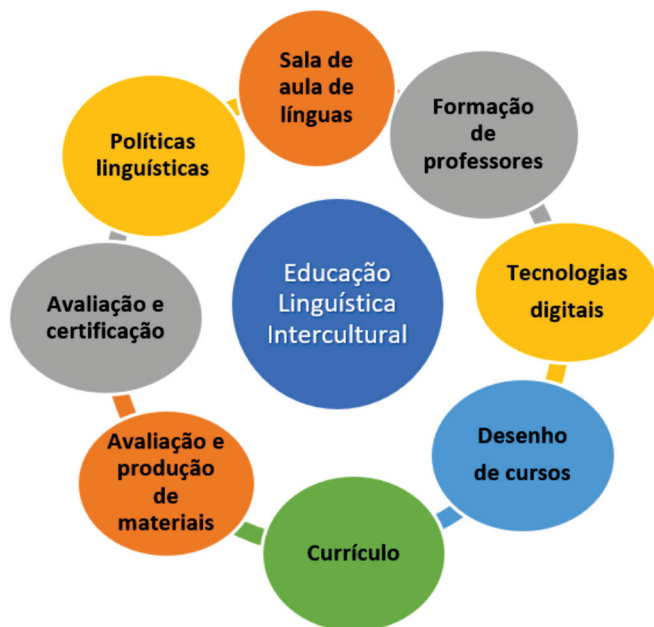 Sala de
aula de
línguas
Formação
de
professores
Tecnologias
digitais
Desenho
de cursos
Currículo
Avaliação e
produção
de
materiais
Avaliação e
certificação
Políticas
linguísticas
Educação
Linguística
Intercultural